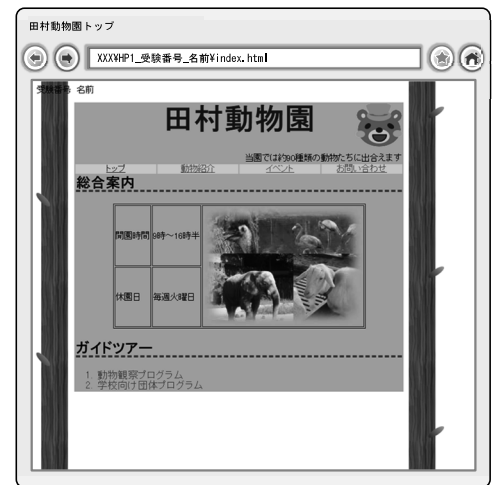 田村動物園トップ
XXX¥HP1_受験番号_名前¥index.html
受験番号 名前
田村動物園
当園では約90種類の動物たちに出会えます
トップ 動物紹介 イベント お問い合わせ
総合案内
開園時間 9時～16時半
休園日 毎週火曜日
ガイドツアー
1. 動物観察プログラム
2. 学校向け団体プログラム